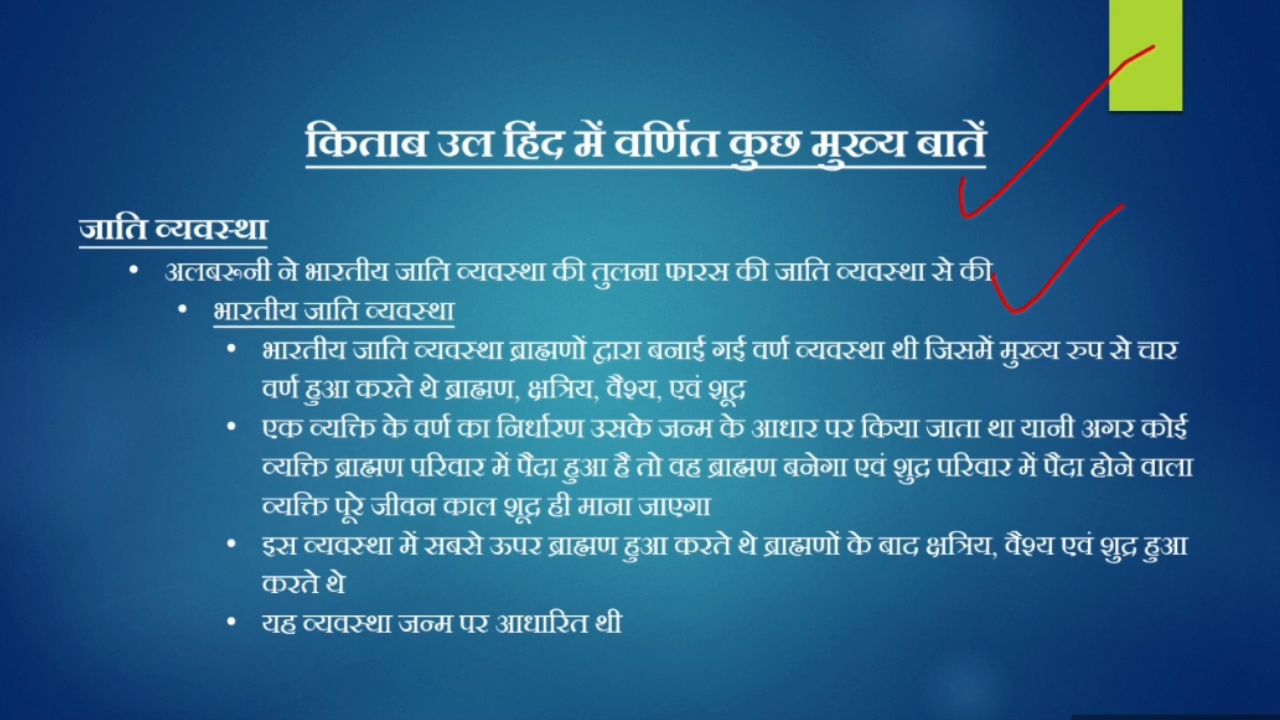 किताब उल हिंद में वर्णित कुछ मुख्य बातें
जाति व्यवस्था
• अलबरूनी ने भारतीय जाति व्यवस्था की तुलना फारस की जाति व्यवस्था से की
• भारतीय जाति व्यवस्था
• भारतीय जाति व्यवस्था ब्राह्मणों द्वारा बनाई गई वर्ण व्यवस्था थी जिसमें मुख्य रुप से चार
वर्ण हुआ करते थे ब्राह्मण, क्षत्रिय, वैश्य, एवं शूद्र
• एक व्यक्ति के वर्ण का निर्धारण उसके जन्म के आधार पर किया जाता था यानी अगर कोई
व्यक्ति ब्राह्मण परिवार में पैदा हुआ है तो वह ब्राह्मण बनेगा एवं शुद्र परिवार में पैदा होने वाला
व्यक्ति पूरे जीवन काल शूद्र ही माना जाएगा
• इस व्यवस्था में सबसे ऊपर ब्राह्मण हुआ करते थे ब्राह्मणों के बाद क्षत्रिय, वैश्य एवं शुद्र हुआ
करते थे
• यह व्यवस्था जन्म पर आधारित थी